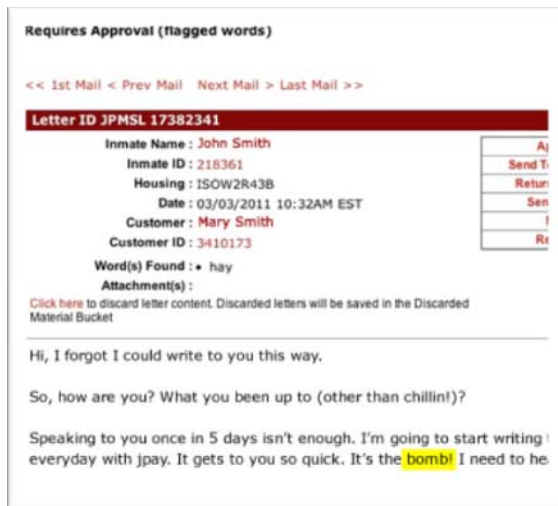 Requires Approval (flagged words)
<< 1st Mail < Prev Mail Next Mail > Last Mail >>
Letter ID JPMSL 17382341
Inmate Name : John Smith
Inmate ID : 218361
Send
Housing : ISOW2R43B
Date : 03/03/2011 10:32AM EST
Customer : Mary Smith
Customer ID : 3410173
Word(s) Found : • hay
Attachment(s) :
Click here to discard letter content. Discarded letters will be saved in the Discarded
Material Bucket
Hi, I forgot I could write to you this way.
So, how are you? What you been up to (other than chillin!)?
Speaking to you once in 5 days isn't enough. I'm going to start writing
everyday with jpay. It gets to you so quick. It's the bomb! I need to